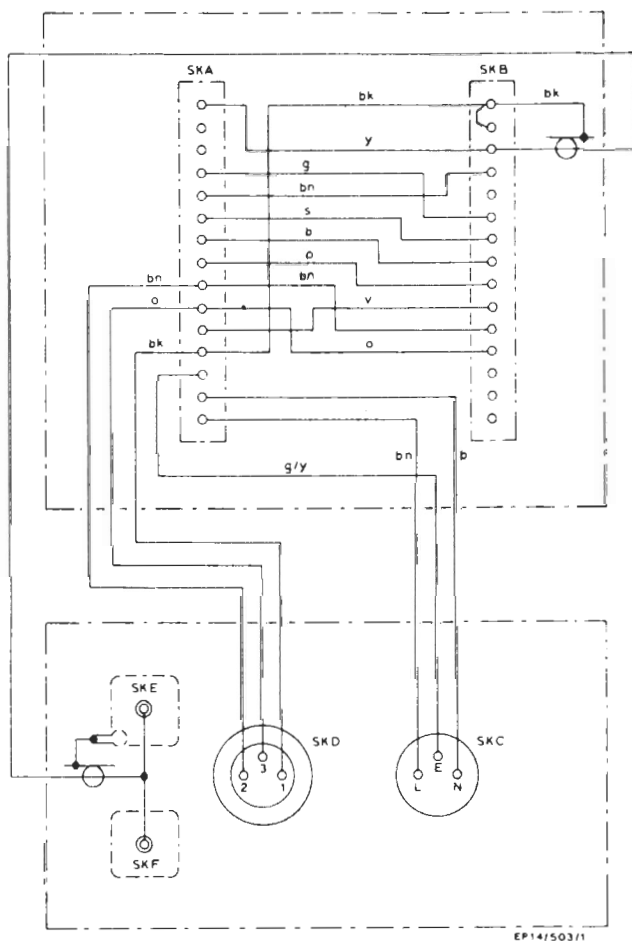 SKA
SKB
bk
bk
y
g
bn
s
b
o
bn
bn
o
v
bk
o
bn
b
g/y
SKE
SKD
SKC
3
E
2
1
L
N
SKF
EP14/503/1